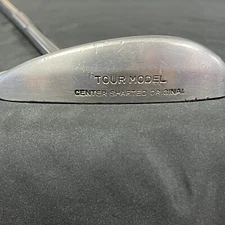 TOUR MODEL
CENTER SHAFTED ORIGINAL